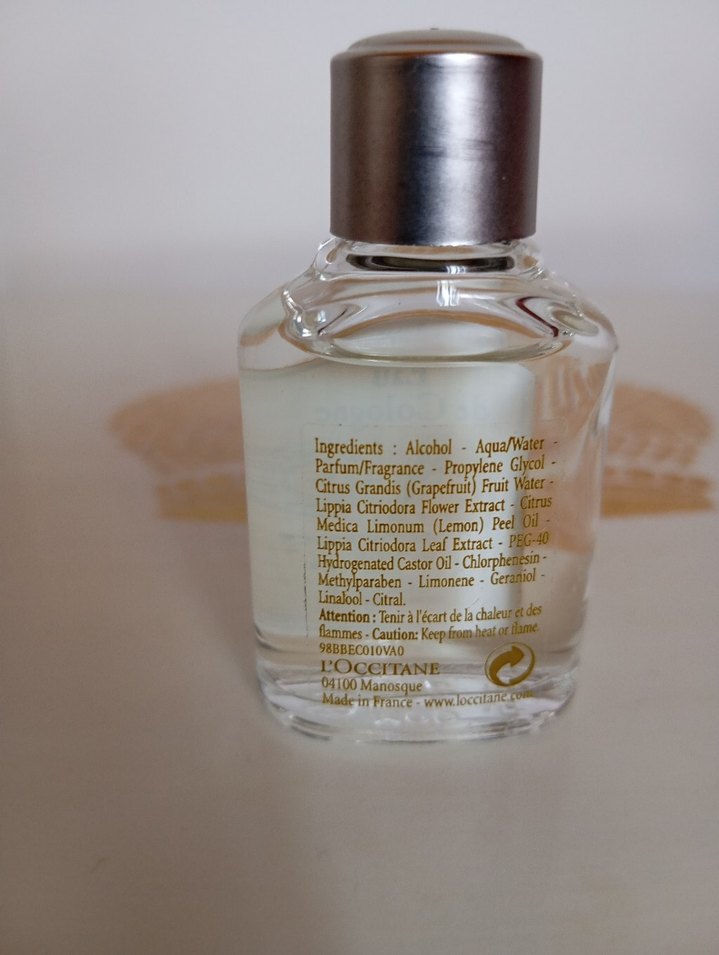 Eau
de Cologne
Ingredients : Alcohol - Aqua/Water -
Parfum/Fragrance - Propylene Glycol -
Citrus Grandis (Grapefruit) Fruit Water -
Lippia Citriodora Flower Extract - Citrus
Medica Limonum (Lemon) Peel Oil -
Lippia Citriodora Leaf Extract - PEG-40
Hydrogenated Castor Oil - Chlorphenesin -
Methylparaben - Limonene - Geraniol -
Linalool - Citral.
Attention : Tenir à l'écart de la chaleur et des
flammes - Caution: Keep from heat or flame.
98BBEC010VA0
L'OCCITANE
04100 Manosque
Made in France - www.loccitane.com